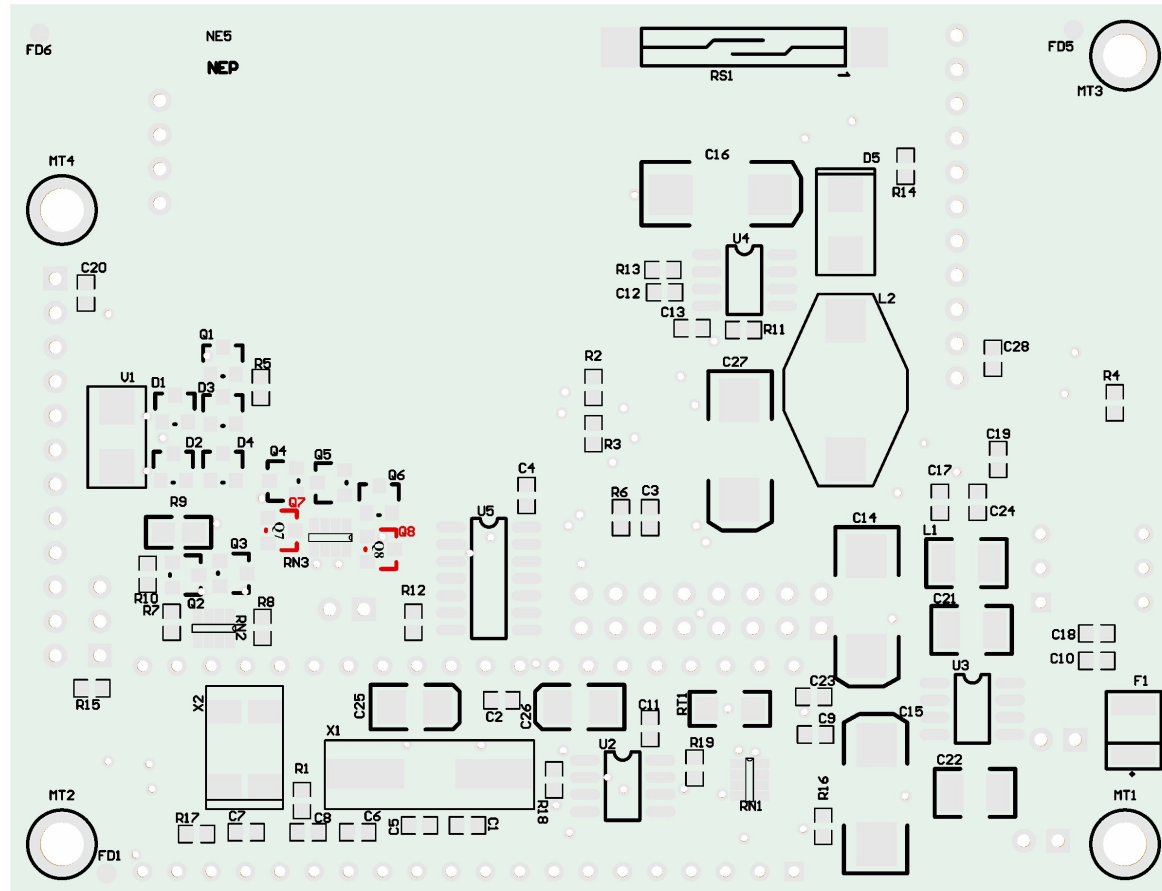 FD6
NE5
NEP
RS1
1
FD5
MT3
MT4
C16
D5
R14
U4
C20
R13
C12
C13
R11
L2
Q1
R5
R2
C27
C28
V1
D1
D3
R4
R3
D2
D4
Q4
Q5
Q6
C4
C19
C17
R9
Q7
Q7
Q8
Q8
U5
R6
C3
C24
C14
L1
RN3
Q3
R10
Q2
R7
R8
RN2
R12
C21
C18
C10
U3
F1
R15
X2
C25
C2
C26
C11
RT1
C23
C9
C15
X1
U2
R19
C22
R1
R18
RN1
R16
MT2
MT1
R17
C7
C8
C6
C5
C1
FD1